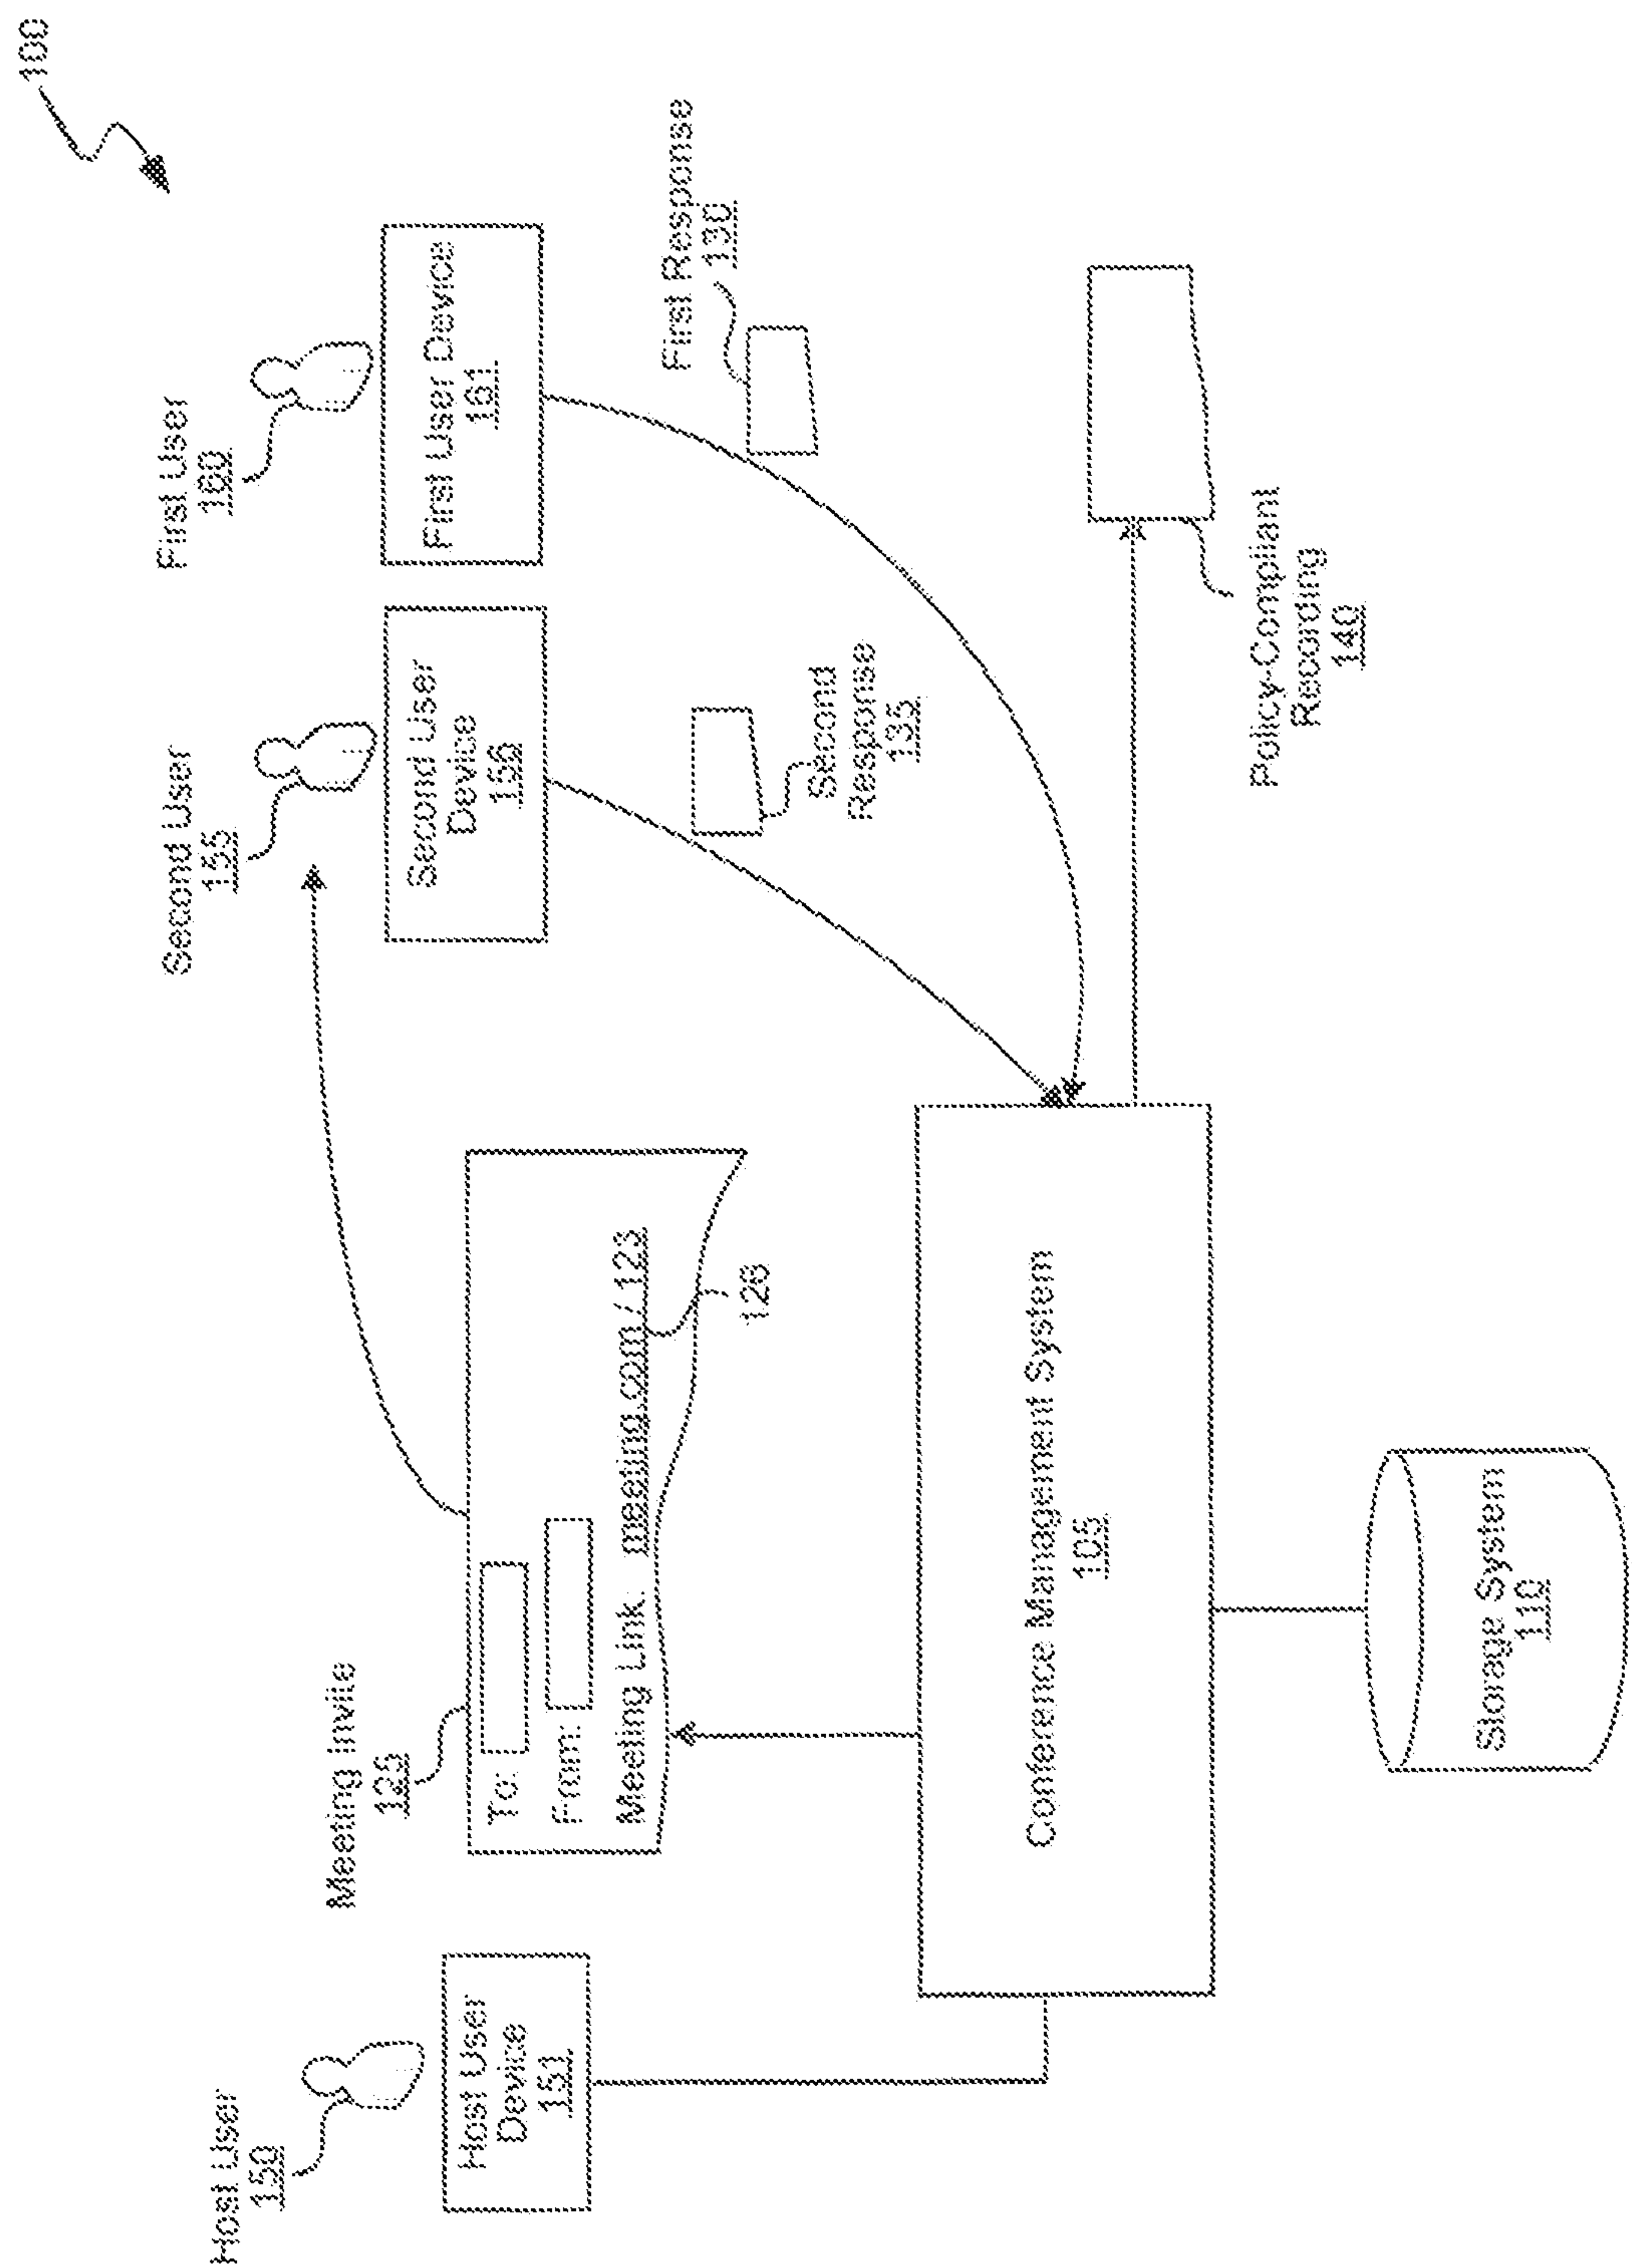 100
Host User
150
Host User
Device
151
Meeting Invite
125
To:
From:
Meeting Link: meeting.com / 123
126
Second User
155
Second User
Device
156
First User
160
First User Device
161
First Response
130
Second
Response
135
Conference Management System
105
Storage System
110
Policy-Compliant
Recording
140